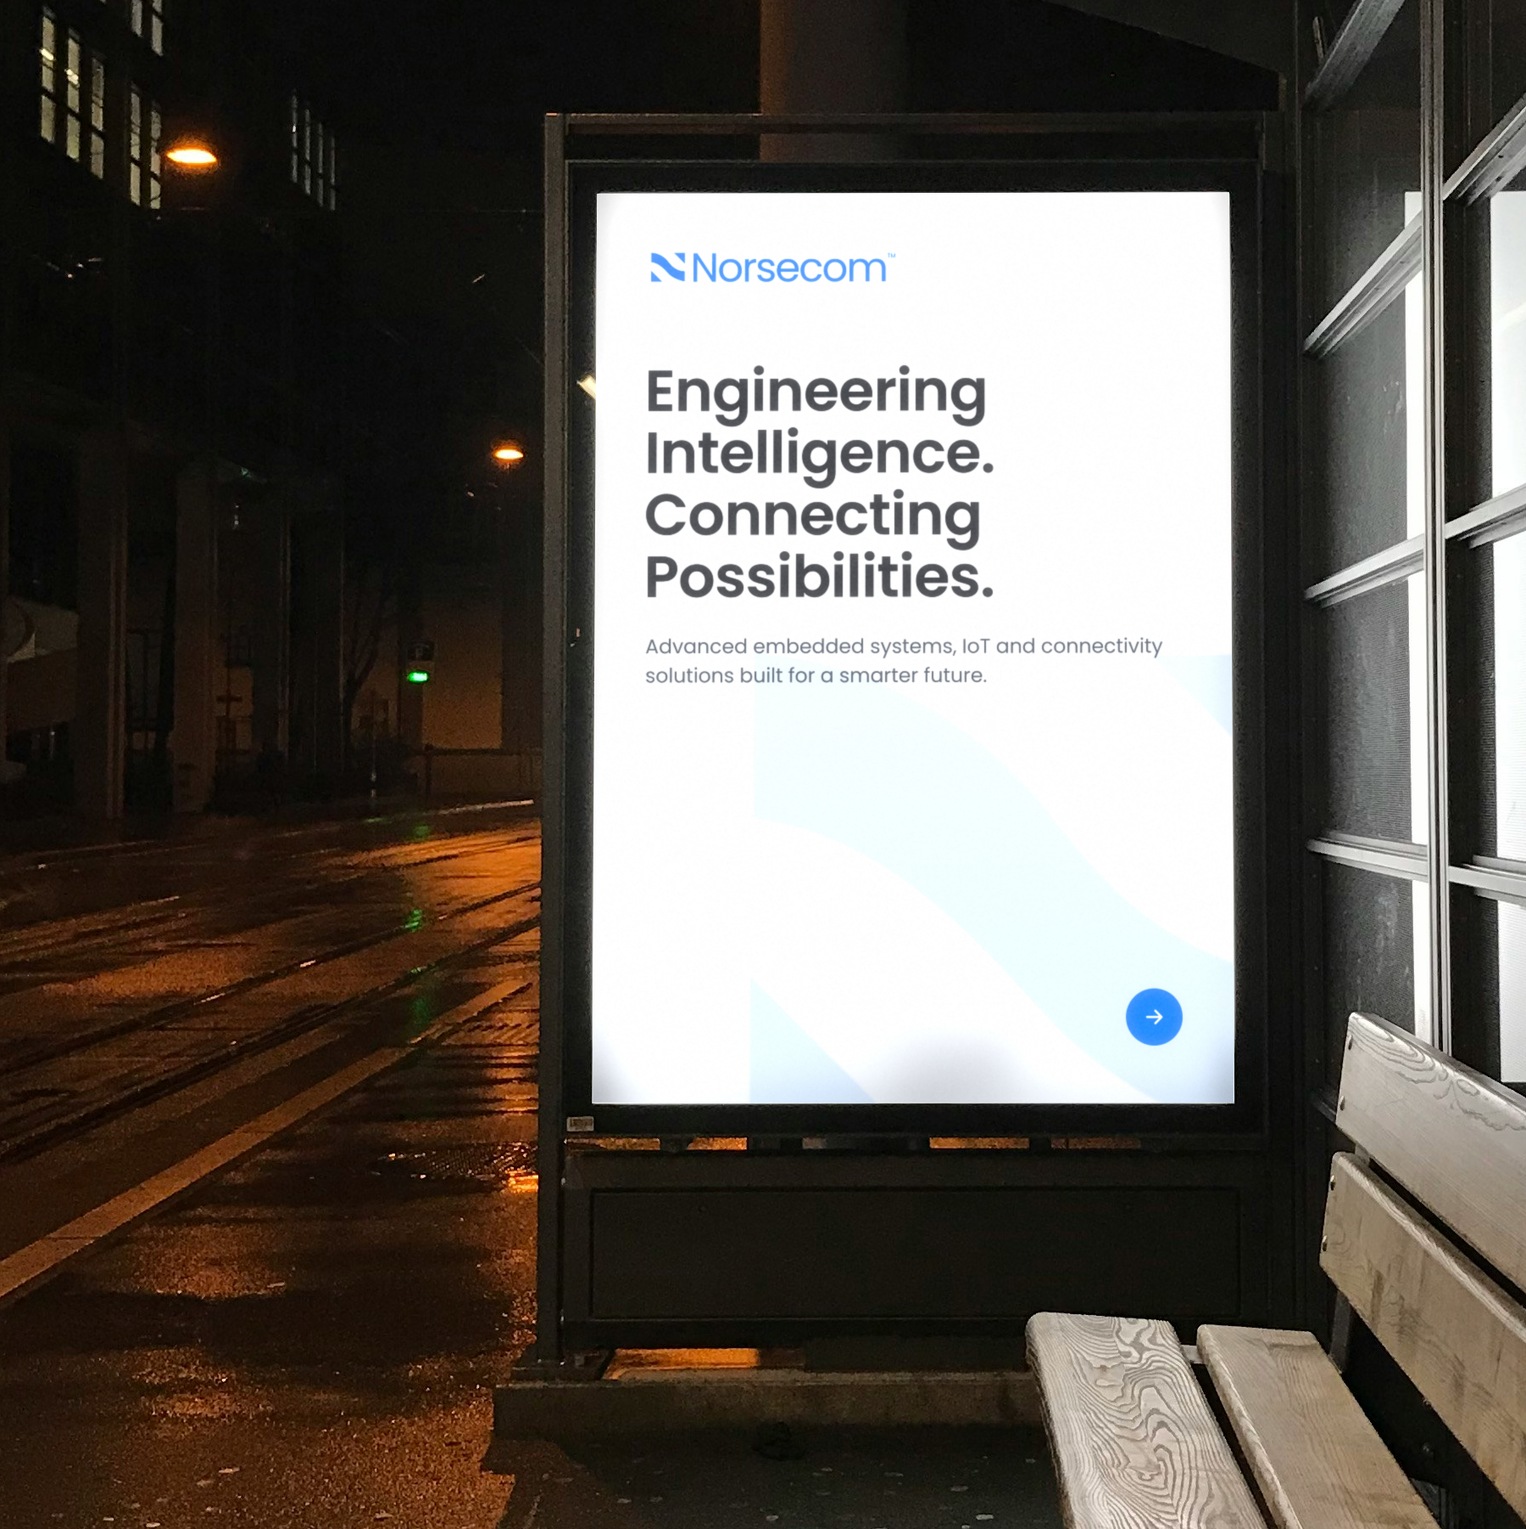 Norsecom™
Engineering
Intelligence.
Connecting
Possibilities.
Advanced embedded systems, IoT and connectivity
solutions built for a smarter future.